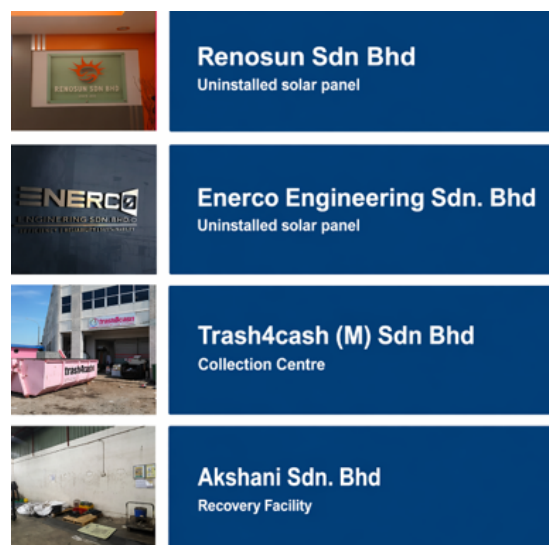 RENOSUN SDN BHD
Renosun Sdn Bhd
Uninstalled solar panel
ENERCO
ENGINEERING SDN BHD
Enerco Engineering Sdn. Bhd
Uninstalled solar panel
trash4cash
trash4cash
Trash4cash (M) Sdn Bhd
Collection Centre
Akshani Sdn. Bhd
Recovery Facility